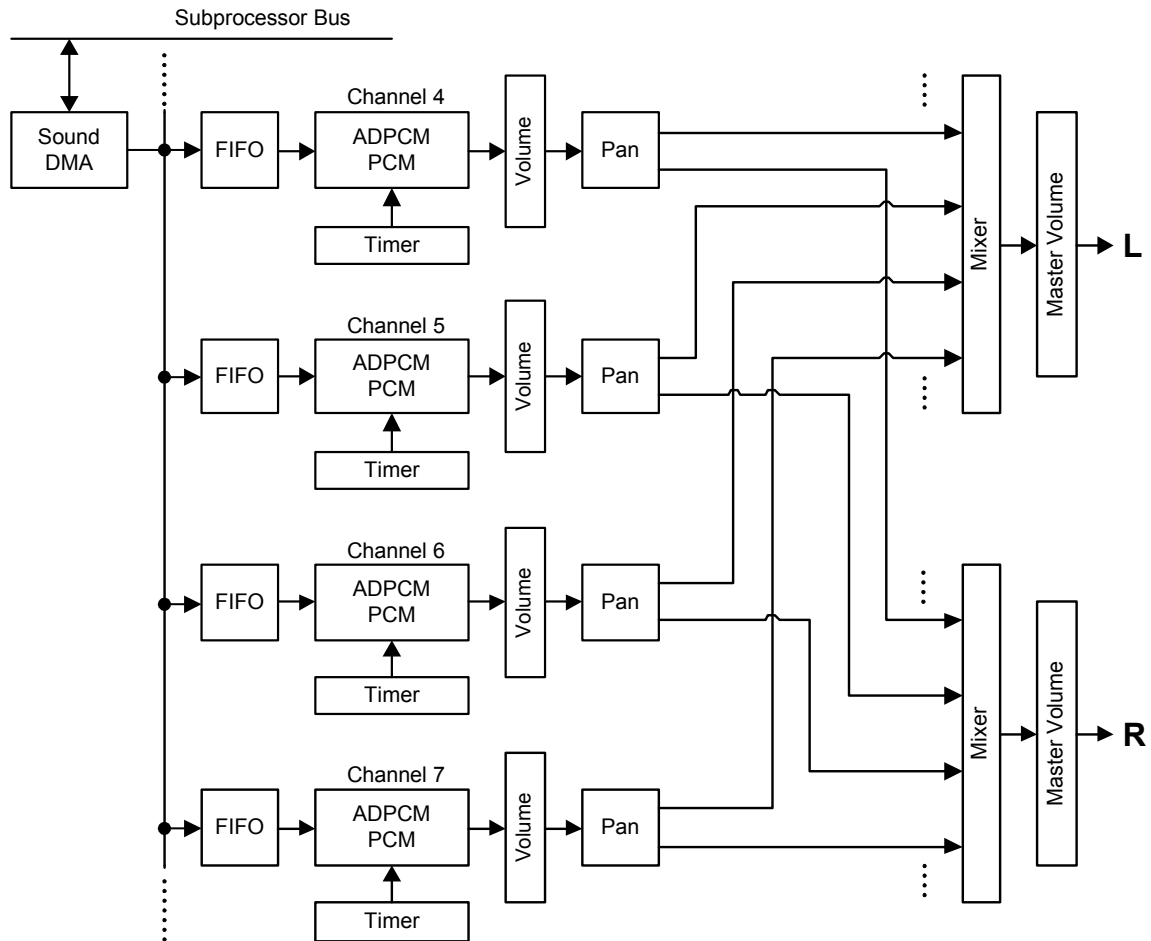 Subprocessor Bus
Sound
DMA
Channel 4
FIFO
ADPCM
PCM
Timer
Volume
Pan
Channel 5
FIFO
ADPCM
PCM
Timer
Volume
Pan
Channel 6
FIFO
ADPCM
PCM
Timer
Volume
Pan
Channel 7
FIFO
ADPCM
PCM
Timer
Volume
Pan
Mixer
Master Volume
L
Mixer
Master Volume
R